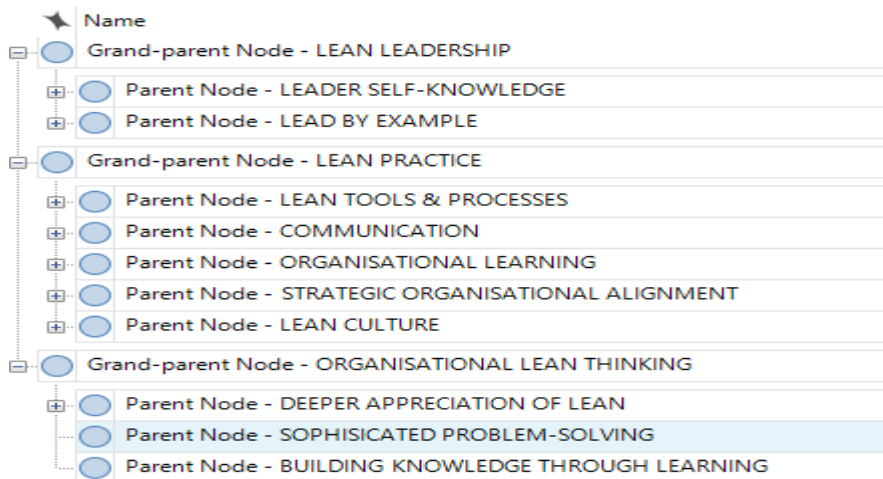 Name
Grand-parent Node - LEAN LEADERSHIP
Parent Node - LEADER SELF-KNOWLEDGE
Parent Node - LEAD BY EXAMPLE
Grand-parent Node - LEAN PRACTICE
Parent Node - LEAN TOOLS & PROCESSES
Parent Node - COMMUNICATION
Parent Node - ORGANISATIONAL LEARNING
Parent Node - STRATEGIC ORGANISATIONAL ALIGNMENT
Parent Node - LEAN CULTURE
Grand-parent Node - ORGANISATIONAL LEAN THINKING
Parent Node - DEEPER APPRECIATION OF LEAN
Parent Node - SOPHISICATED PROBLEM-SOLVING
Parent Node - BUILDING KNOWLEDGE THROUGH LEARNING